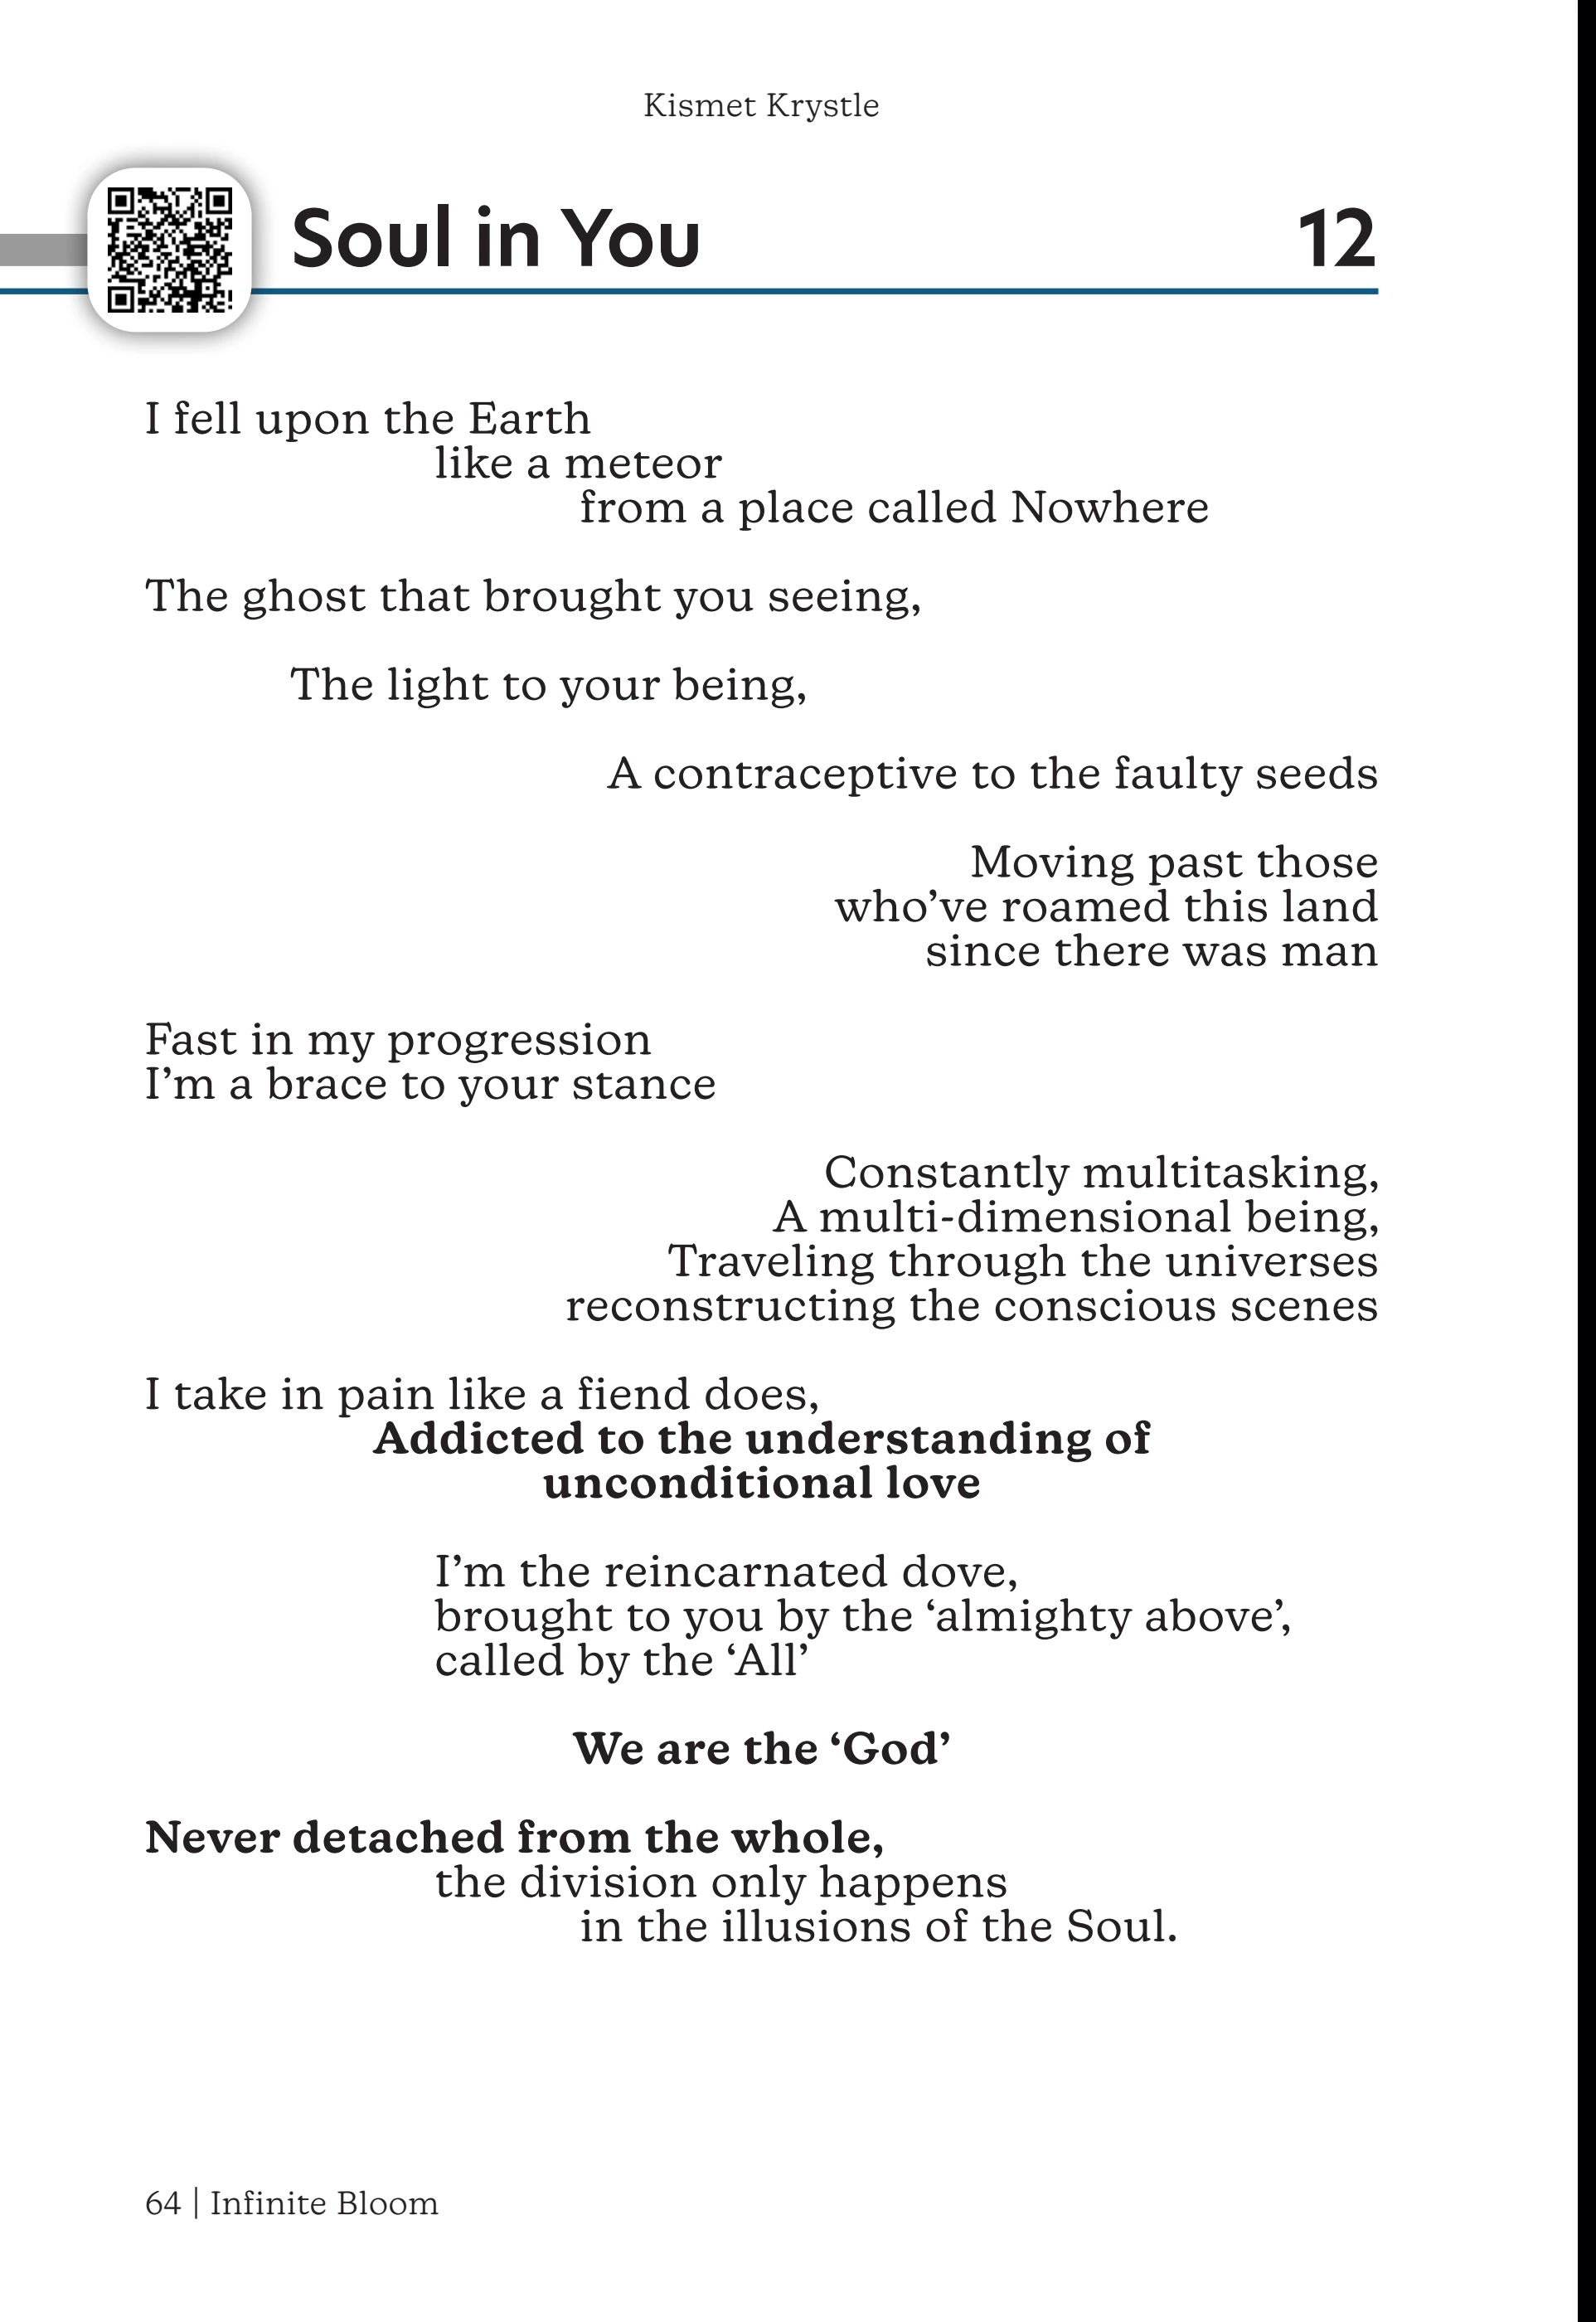 Kismet Krystle
Soul in You 12
I fell upon the Earth
like a meteor
from a place called Nowhere
The ghost that brought you seeing,
The light to your being,
A contraceptive to the faulty seeds
Moving past those
who’ve roamed this land
since there was man
Fast in my progression
I’m a brace to your stance
Constantly multitasking,
A multi-dimensional being,
Traveling through the universes
reconstructing the conscious scenes
I take in pain like a fiend does,
Addicted to the understanding of
unconditional love
I’m the reincarnated dove,
brought to you by the ‘almighty above’,
called by the ‘All’
We are the ‘God’
Never detached from the whole,
the division only happens
in the illusions of the Soul.
64 | Infinite Bloom